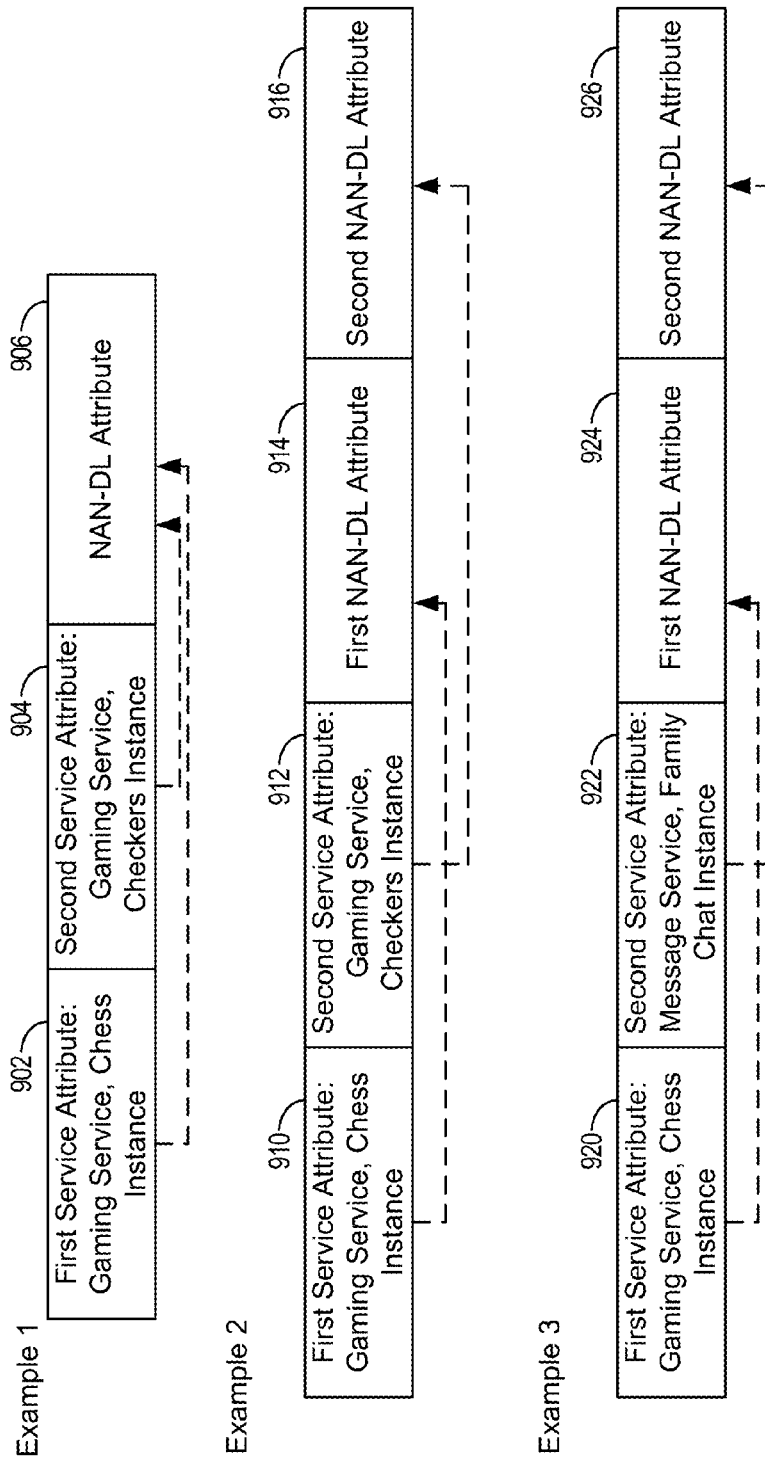 Example 1
902
904
906
First Service Attribute:
Gaming Service, Chess
Instance
Second Service Attribute:
Gaming Service,
Checkers Instance
NAN-DL Attribute
Example 2
910
912
914
916
First Service Attribute:
Gaming Service, Chess
Instance
Second Service Attribute:
Gaming Service,
Checkers Instance
First NAN-DL Attribute
Second NAN-DL Attribute
Example 3
920
922
924
926
First Service Attribute:
Gaming Service, Chess
Instance
Second Service Attribute:
Message Service, Family
Chat Instance
First NAN-DL Attribute
Second NAN-DL Attribute